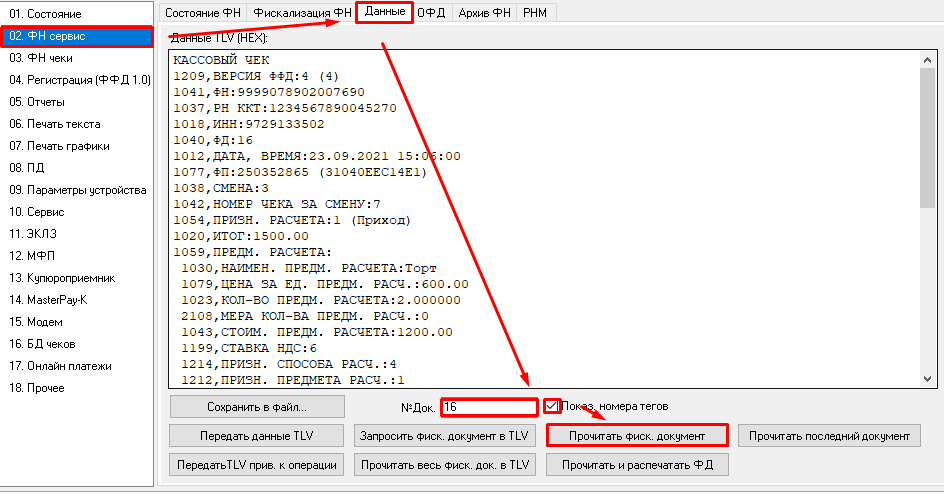 01. Состояние
02. ФН сервис
03. ФН чеки
04. Регистрация (ФФД 1.0)
05. Отчеты
06. Печать текста
07. Печать графики
08. ПД
09. Параметры устройства
10. Сервис
11. ЭКЛЗ
12. МФП
13. Купюроприемник
14. MasterPay-K
15. Модем
16. БД чеков
17. Онлайн платежи
18. Прочее
Состояние ФН Фискализация ФН Данные ОФД Архив ФН РНМ
Данные TLV (HEX):
КАССОВЫЙ ЧЕК
1209,ВЕРСИЯ ФФД:4 (4)
1041,ФН:9999078902007690
1037,РН ККТ:1234567890045270
1018,ИНН:9729133502
1040,ФД:16
1012,ДАТА, ВРЕМЯ:23.09.2021 15:06:00
1077,ФП:250352865 (31040EEC14E1)
1038,СМЕНА:3
1042,НОМЕР ЧЕКА ЗА СМЕНУ:7
1054,ПРИЗН. РАСЧЕТА:1 (Приход)
1020,ИТОГ:1500.00
1059,ПРЕДМ. РАСЧЕТА:
1030,НАИМЕН. ПРЕДМ. РАСЧЕТА:Торт
1079,ЦЕНА ЗА ЕД. ПРЕДМ. РАСЧ.:600.00
1023,КОЛ-ВО ПРЕДМ. РАСЧЕТА:2.000000
2108,МЕРА КОЛ-ВА ПРЕДМ. РАСЧ.:0
1043,СТОИМ. ПРЕДМ. РАСЧЕТА:1200.00
1199,СТАВКА НДС:6
1214,ПРИЗН. СПОСОБА РАСЧ.:4
1212,ПРИЗН. ПРЕДМЕТА РАСЧ.:1
Сохранить в файл... №Док. 16 Показ. номера тегов
Передать данные TLV Запросить фиск. документ в TLV Прочитать фиск. документ Прочитать последний документ
ПередатьTLV прив. к операции Прочитать весь фиск. док. в TLV Прочитать и распечатать ФД